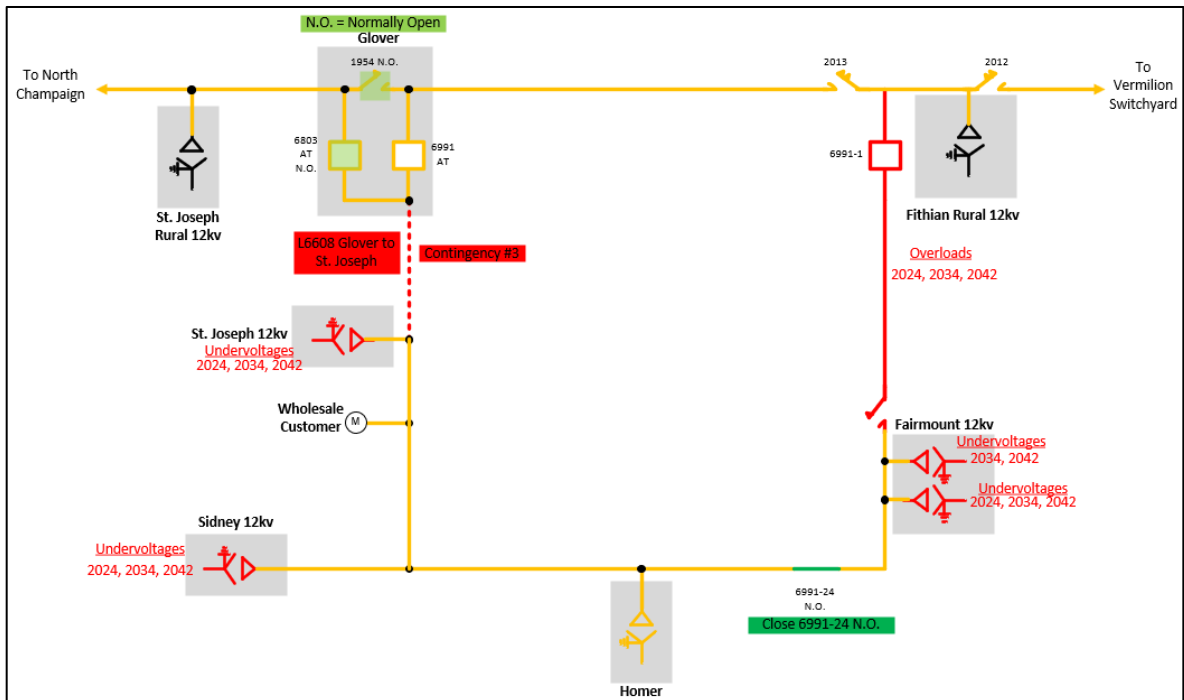 N.O. = Normally Open
Glover
1954 N.O.
To North
Champaign
2013
2012
To
Vermilion
Switchyard
6803
AT
N.O.
6991
AT
6991-1
St. Joseph
Rural 12kv
Fithian Rural 12kv
L6608 Glover to
St. Joseph
Contingency #3
Overloads
2024, 2034, 2042
St. Joseph 12kv
Undervoltages
2024, 2034, 2042
Wholesale
Customer
M
Fairmount 12kv
Undervoltages
2034, 2042
Undervoltages
2024, 2034, 2042
Sidney 12kv
Undervoltages
2024, 2034, 2042
6991-24
N.O.
Close 6991-24 N.O.
Homer